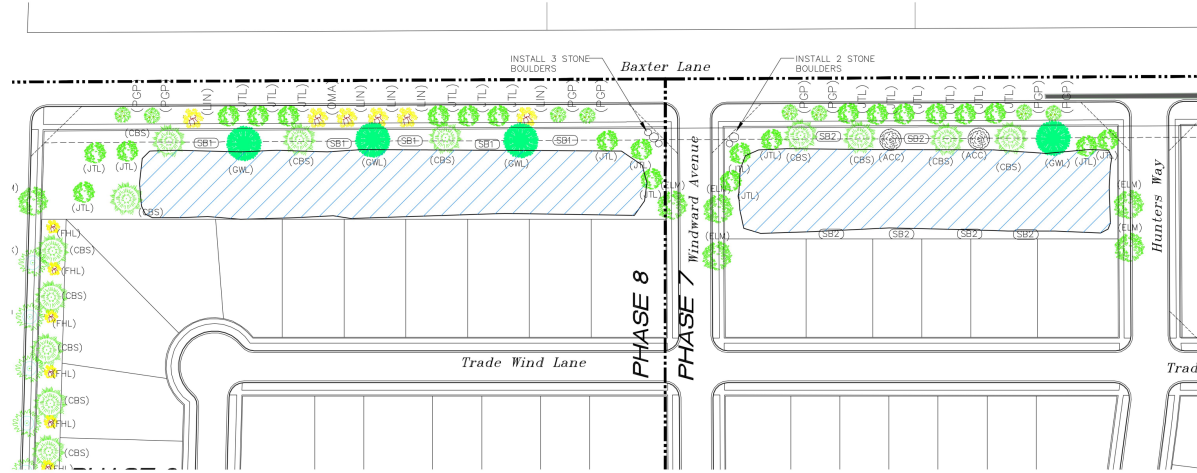 INSTALL 3 STONE
BOULDERS
Baxter Lane
INSTALL 2 STONE
BOULDERS
(PGP)
(PGP)
(LIN)
(JTL)
(JTL)
(JTL)
(OMA)
(LIN)
(LIN)
(LIN)
(JTL)
(JTL)
(JTL)
(LIN)
(PGP)
(PGP)
(PGP)
(PGP)
(JTL)
(JTL)
(JTL)
(JTL)
(JTL)
(JTL)
(PGP)
(PGP)
(CBS)
SB1
SB1
SB1
SB1
SB1
SB2
SB2
(JTL)
(JTL)
(GWL)
(CBS)
(GWL)
(CBS)
(GWL)
(JTL)
(JTL)
(JTL)
(CBS)
(CBS)
(ACC)
(CBS)
(ACC)
(GWL)
(JTL)
(JTL)
(JTL)
(CBS)
(JTL)
(ELM)
(ELM)
(JTL)
(ELM)
Windward Avenue
Hunters Way
(FHL)
(ELM)
SB2
SB2
SB2
SB2
(ELM)
(CBS)
(FHL)
(CBS)
(FHL)
(CBS)
(FHL)
(CBS)
(FHL)
(CBS)
(FHL)
PHASE 8
PHASE 7
Trade Wind Lane
Trad